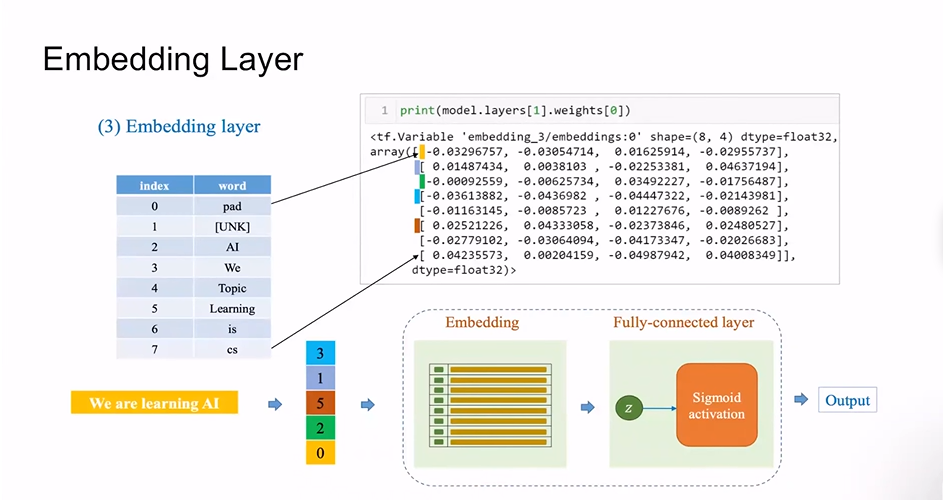 Embedding Layer
(3) Embedding layer
1 print(model.layers[1].weights[0])
<tf.Variable 'embedding_3/embeddings:0' shape=(8, 4) dtype=float32,
array([[-0.03296757, -0.03054714, 0.01625914, -0.02955737],
[ 0.01487434, 0.0038103 , -0.02253381, 0.04637194],
[-0.00092559, -0.00625734, 0.03492227, -0.01756487],
[-0.03613882, -0.0436982 , -0.04447322, -0.02143981],
[-0.01163145, -0.0085723 , 0.01227676, -0.0089262 ],
[ 0.02521226, 0.04333058, -0.02373846, 0.02480527],
[-0.02779102, -0.03064094, -0.04173347, -0.02026683],
[ 0.04235573, 0.00204159, -0.04987942, 0.04008349]],
dtype=float32)>
index word
0 pad
1 [UNK]
2 AI
3 We
4 Topic
5 Learning
6 is
7 cs
We are learning AI
3
1
5
2
0
Embedding
Fully-connected layer
z
Sigmoid
activation
Output